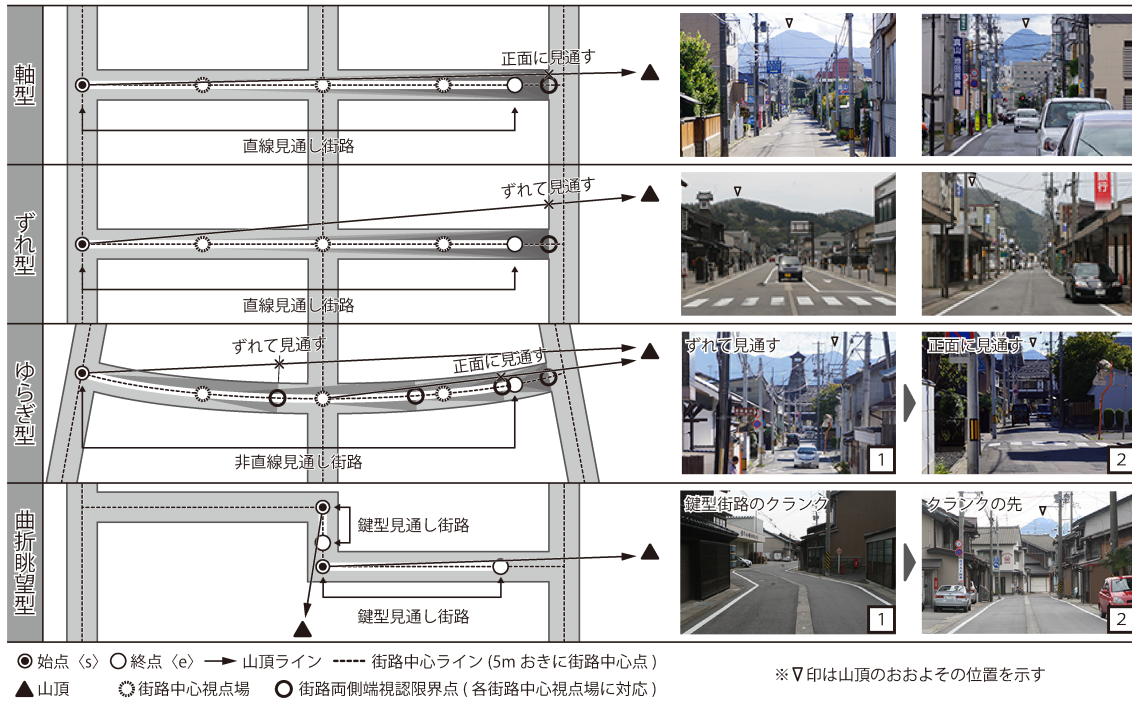 軸型
正面に見通す
直線見通し街路
ずれ型
ずれて見通す
直線見通し街路
ゆらぎ型
ずれて見通す
正面に見通す
非直線見通し街路
ずれて見通す
1
正面に見通す
2
曲折眺望型
鍵型見通し街路
鍵型見通し街路
鍵型街路のクランク
1
クランクの先
2
始点〈s〉 終点〈e〉 山頂ライン 街路中心ライン (5m おきに街路中心点 )
山頂 街路中心視点場 街路両側端視認限界点 ( 各街路中心視点場に対応 )
※∇印は山頂のおおよその位置を示す